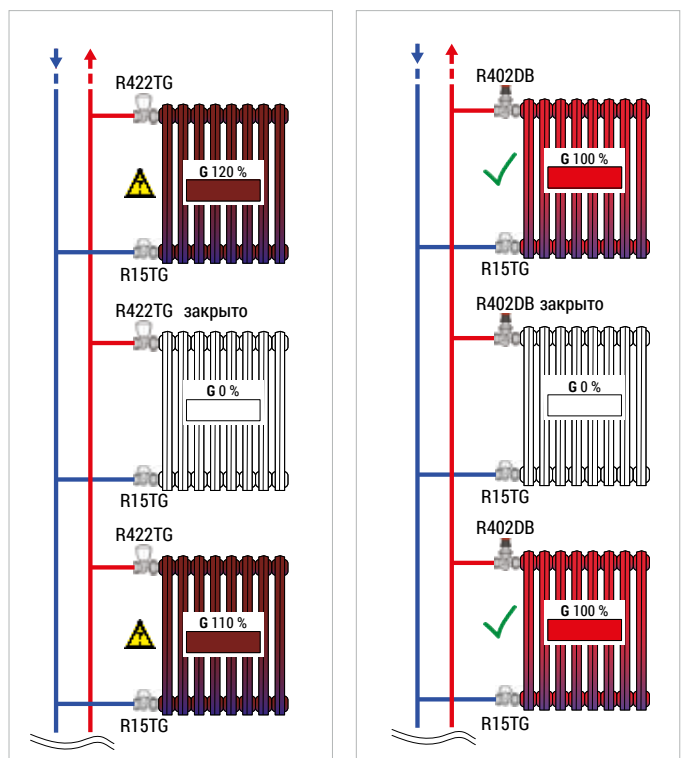 R422TG
G 120 %
R15TG
R422TG закрыто
G 0 %
R15TG
R422TG
G 110 %
R15TG
R402DB
G 100 %
R15TG
R402DB закрыто
G 0 %
R15TG
R402DB
G 100 %
R15TG